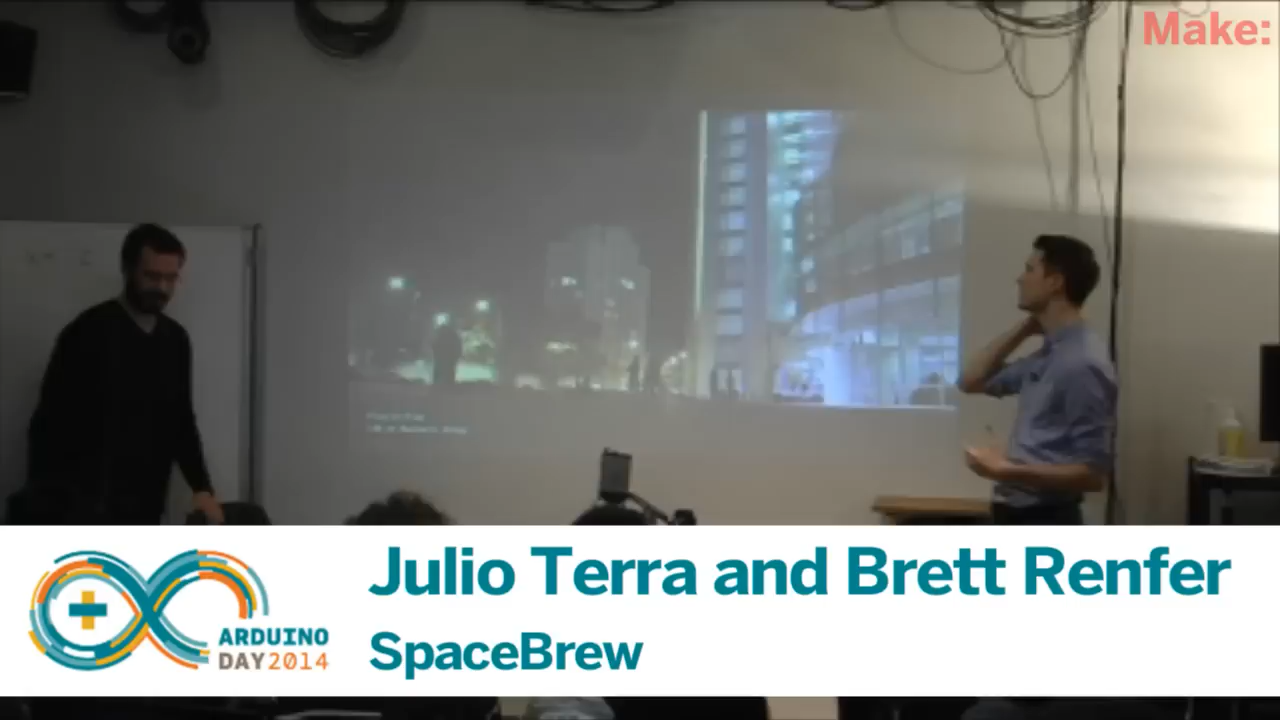 Make:
Julio Terra and Brett Renfer
SpaceBrew
ARDUINO
DAY2014